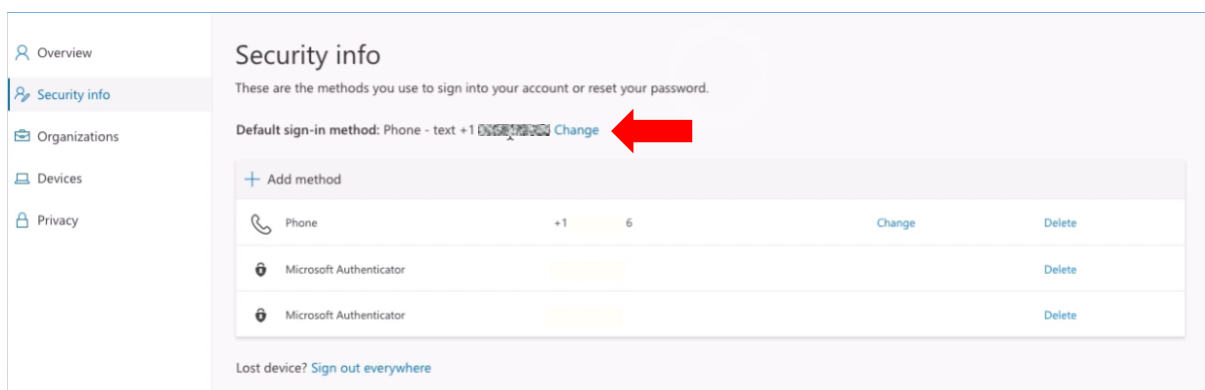 Overview
Security info
Organizations
Devices
Privacy
Security info
These are the methods you use to sign into your account or reset your password.
Default sign-in method: Phone - text +1 Change
Add method
Phone +1 6 Change Delete
Microsoft Authenticator Delete
Microsoft Authenticator Delete
Lost device? Sign out everywhere